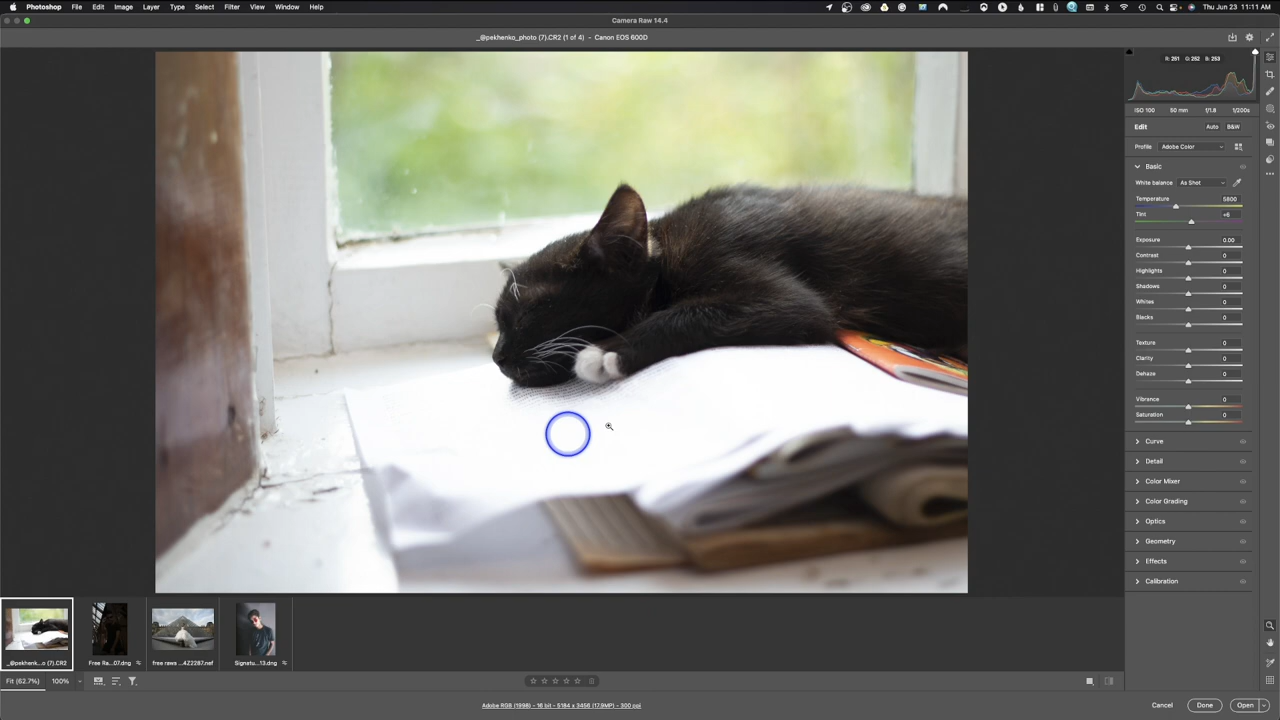 Photoshop File Edit Image Layer Type Select Filter View Window Help Thu Jun 23 11:11 AM
Camera Raw 14.4
_@pekhenko_photo (7).CR2 (1 of 4) – Canon EOS 600D
R: 251 G: 252 B: 253
ISO 100 50 mm f/1.8 1/200s
Edit Auto B&W
Profile Adobe Color
Basic
White balance As Shot
Temperature 5800
Tint +6
Exposure 0.00
Contrast 0
Highlights 0
Shadows 0
Whites 0
Blacks 0
Texture 0
Clarity 0
Dehaze 0
Vibrance 0
Saturation 0
Curve
Detail
Color Mixer
Color Grading
Optics
Geometry
Effects
Calibration
_@pekhenk...o (7).CR2 Free Ra...07.dng free raws ...4Z2287.nef Signatu...13.dng
Fit (62.7%) 100%
Adobe RGB (1998) - 16 bit - 5184 x 3456 (17.9MP) - 300 ppi Cancel Done Open